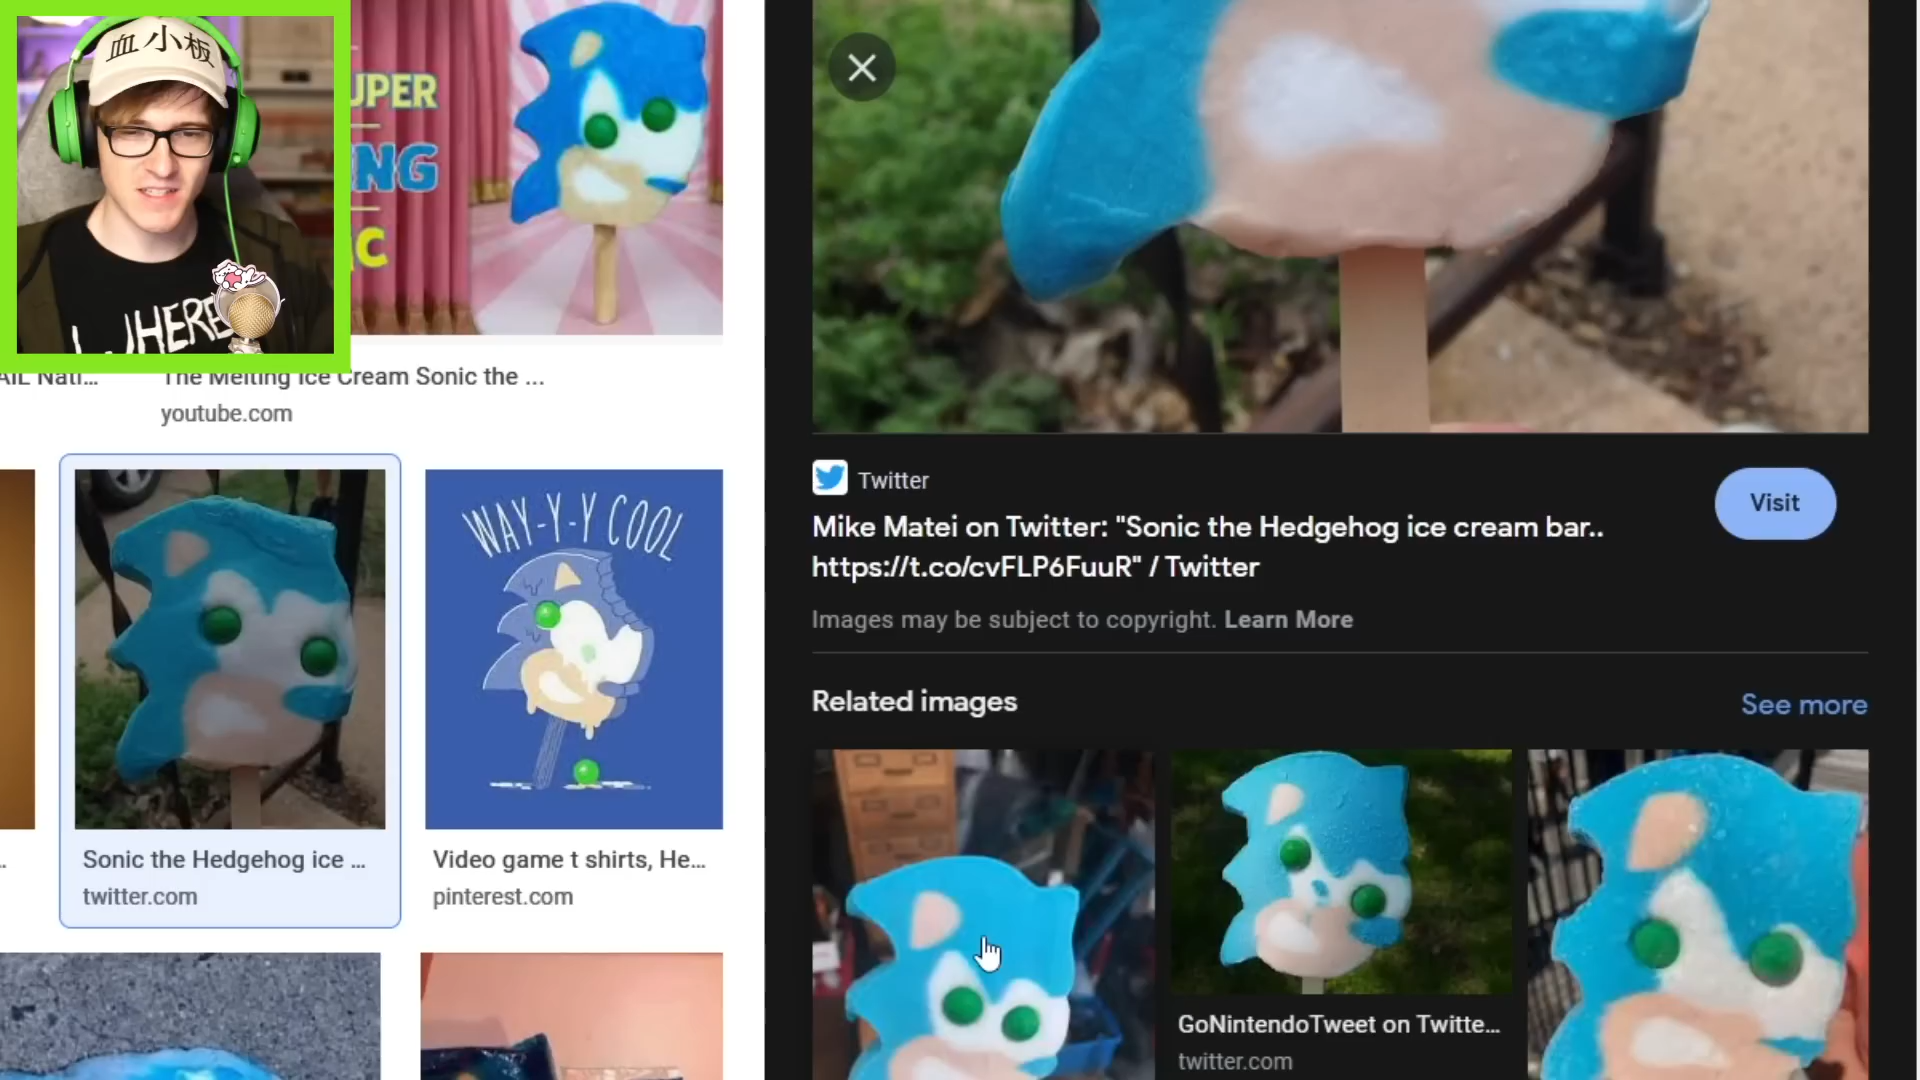 血小板
WHERE
UPER
NG
C
AIL Nati...
The Melting Ice Cream Sonic the ...
youtube.com
WAY-Y-Y COOL
Sonic the Hedgehog ice ...
twitter.com
Video game t shirts, He...
pinterest.com
Twitter
Visit
Mike Matei on Twitter: "Sonic the Hedgehog ice cream bar..
https://t.co/cvFLP6FuuR" / Twitter
Images may be subject to copyright. Learn More
Related images
See more
GoNintendoTweet on Twitte...
twitter.com